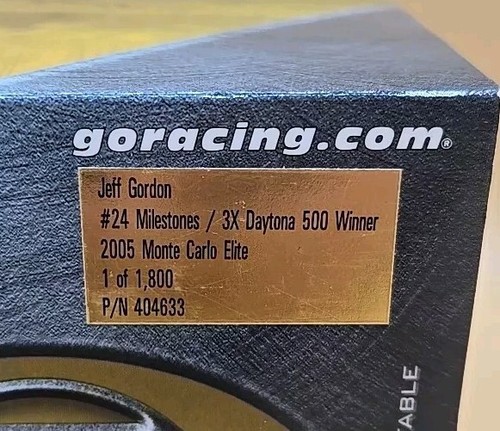 goracing.com®
Jeff Gordon
#24 Milestones / 3X Daytona 500 Winner
2005 Monte Carlo Elite
1 of 1,800
P/N 404633
TABLE